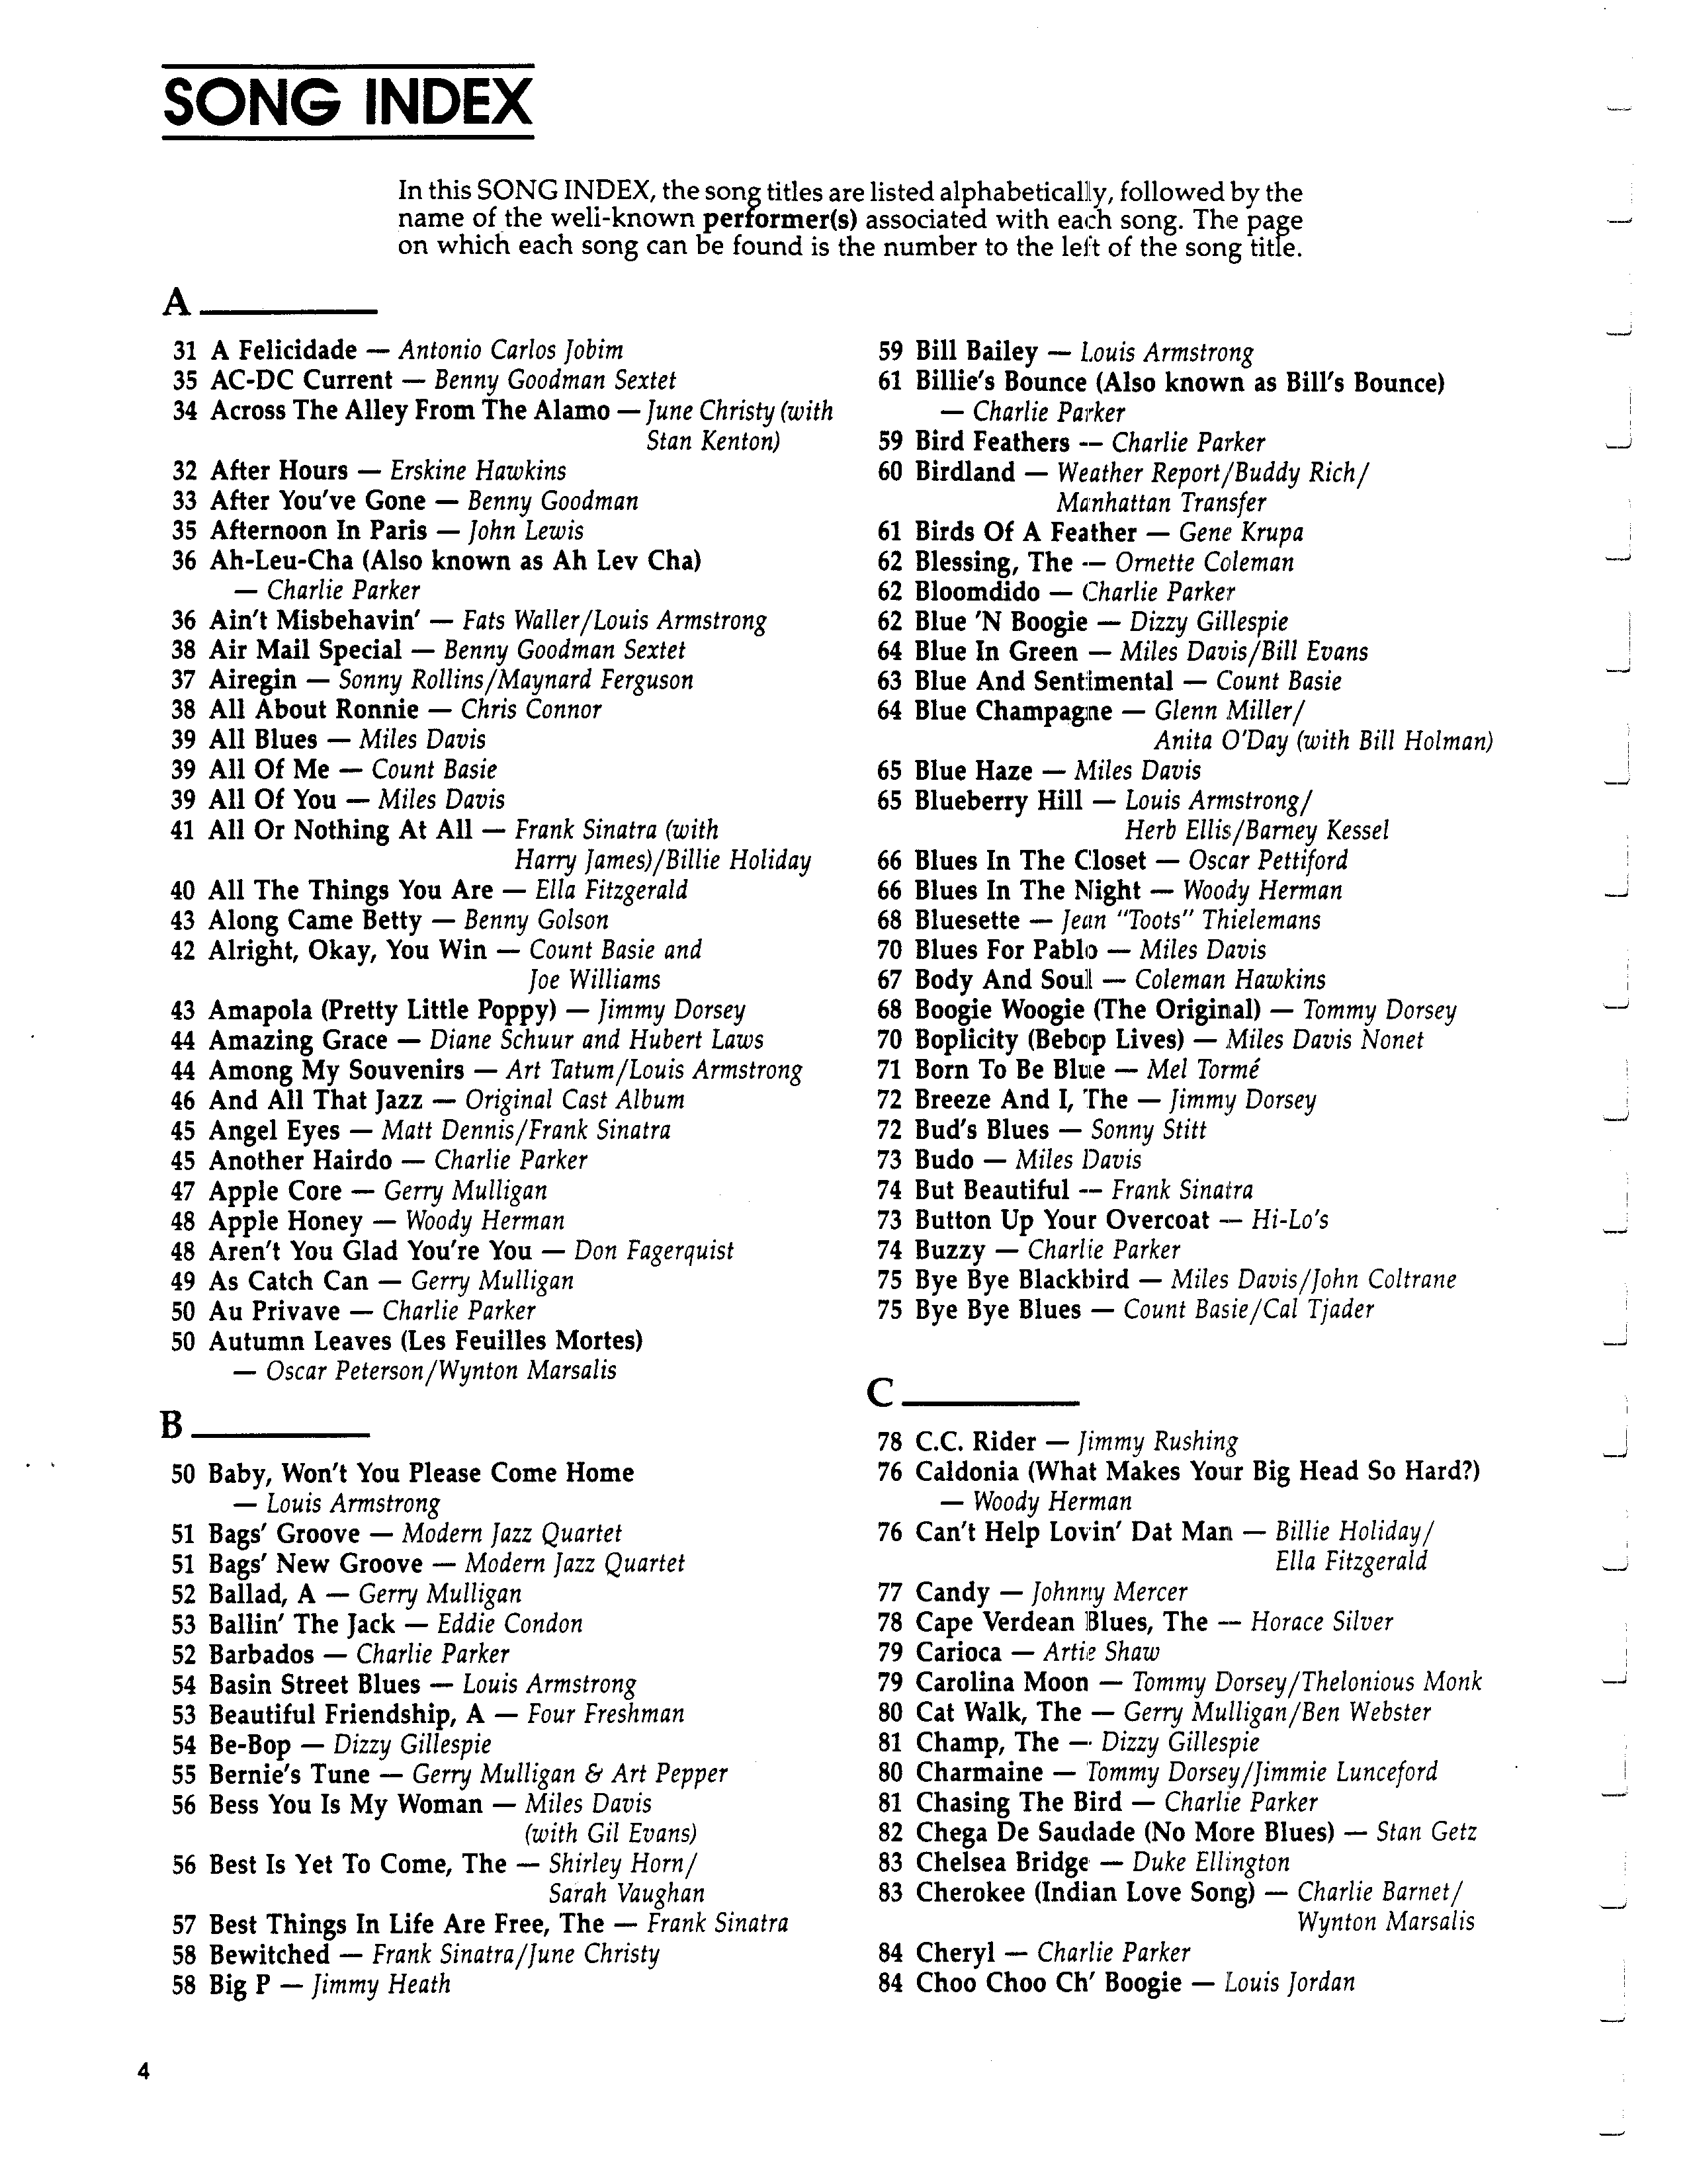 SONG INDEX
In this SONG INDEX, the song titles are listed alphabetically, followed by the
name of the well-known performer(s) associated with each song. The page
on which each song can be found is the number to the left of the song title.
A
31 A Felicidade — Antonio Carlos Jobim
35 AC-DC Current — Benny Goodman Sextet
34 Across The Alley From The Alamo — June Christy (with
Stan Kenton)
32 After Hours — Erskine Hawkins
33 After You've Gone — Benny Goodman
35 Afternoon In Paris — John Lewis
36 Ah-Leu-Cha (Also known as Ah Lev Cha)
— Charlie Parker
36 Ain't Misbehavin' — Fats Waller/Louis Armstrong
38 Air Mail Special — Benny Goodman Sextet
37 Airegin — Sonny Rollins/Maynard Ferguson
38 All About Ronnie — Chris Connor
39 All Blues — Miles Davis
39 All Of Me — Count Basie
39 All Of You — Miles Davis
41 All Or Nothing At All — Frank Sinatra (with
Harry James)/Billie Holiday
40 All The Things You Are — Ella Fitzgerald
43 Along Came Betty — Benny Golson
42 Alright, Okay, You Win — Count Basie and
Joe Williams
43 Amapola (Pretty Little Poppy) — Jimmy Dorsey
44 Amazing Grace — Diane Schuur and Hubert Laws
44 Among My Souvenirs — Art Tatum/Louis Armstrong
46 And All That Jazz — Original Cast Album
45 Angel Eyes — Matt Dennis/Frank Sinatra
45 Another Hairdo — Charlie Parker
47 Apple Core — Gerry Mulligan
48 Apple Honey — Woody Herman
48 Aren't You Glad You're You — Don Fagerquist
49 As Catch Can — Gerry Mulligan
50 Au Privave — Charlie Parker
50 Autumn Leaves (Les Feuilles Mortes)
— Oscar Peterson/Wynton Marsalis
B
50 Baby, Won't You Please Come Home
— Louis Armstrong
51 Bags' Groove — Modern Jazz Quartet
51 Bags' New Groove — Modern Jazz Quartet
52 Ballad, A — Gerry Mulligan
53 Ballin' The Jack — Eddie Condon
52 Barbados — Charlie Parker
54 Basin Street Blues — Louis Armstrong
53 Beautiful Friendship, A — Four Freshman
54 Be-Bop — Dizzy Gillespie
55 Bernie's Tune — Gerry Mulligan & Art Pepper
56 Bess You Is My Woman — Miles Davis
(with Gil Evans)
56 Best Is Yet To Come, The — Shirley Horn/
Sarah Vaughan
57 Best Things In Life Are Free, The — Frank Sinatra
58 Bewitched — Frank Sinatra/June Christy
58 Big P — Jimmy Heath
59 Bill Bailey — Louis Armstrong
61 Billie's Bounce (Also known as Bill's Bounce)
— Charlie Parker
59 Bird Feathers — Charlie Parker
60 Birdland — Weather Report/Buddy Rich/
Manhattan Transfer
61 Birds Of A Feather — Gene Krupa
62 Blessing, The — Ornette Coleman
62 Bloomdido — Charlie Parker
62 Blue 'N Boogie — Dizzy Gillespie
64 Blue In Green — Miles Davis/Bill Evans
63 Blue And Sentimental — Count Basie
64 Blue Champagne — Glenn Miller/
Anita O'Day (with Bill Holman)
65 Blue Haze — Miles Davis
65 Blueberry Hill — Louis Armstrong/
Herb Ellis/Barney Kessel
66 Blues In The Closet — Oscar Pettiford
66 Blues In The Night — Woody Herman
68 Bluesette — Jean "Toots" Thielemans
70 Blues For Pablo — Miles Davis
67 Body And Soul — Coleman Hawkins
68 Boogie Woogie (The Original) — Tommy Dorsey
70 Boplicity (Bebop Lives) — Miles Davis Nonet
71 Born To Be Blue — Mel Tormé
72 Breeze And I, The — Jimmy Dorsey
72 Bud's Blues — Sonny Stitt
73 Budo — Miles Davis
74 But Beautiful — Frank Sinatra
73 Button Up Your Overcoat — Hi-Lo's
74 Buzzy — Charlie Parker
75 Bye Bye Blackbird — Miles Davis/John Coltrane
75 Bye Bye Blues — Count Basie/Cal Tjader
C
78 C.C. Rider — Jimmy Rushing
76 Caldonia (What Makes Your Big Head So Hard?)
— Woody Herman
76 Can't Help Lovin' Dat Man — Billie Holiday/
Ella Fitzgerald
77 Candy — Johnny Mercer
78 Cape Verdean Blues, The — Horace Silver
79 Carioca — Artie Shaw
79 Carolina Moon — Tommy Dorsey/Thelonious Monk
80 Cat Walk, The — Gerry Mulligan/Ben Webster
81 Champ, The — Dizzy Gillespie
80 Charmaine — Tommy Dorsey/Jimmie Lunceford
81 Chasing The Bird — Charlie Parker
82 Chega De Saudade (No More Blues) — Stan Getz
83 Chelsea Bridge — Duke Ellington
83 Cherokee (Indian Love Song) — Charlie Barnet/
Wynton Marsalis
84 Cheryl — Charlie Parker
84 Choo Choo Ch' Boogie — Louis Jordan
4